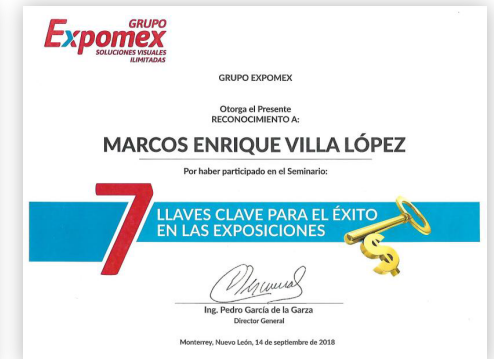 GRUPO
Expomex
SOLUCIONES VISUALES
ILIMITADAS
GRUPO EXPOMEX
Otorga el Presente
RECONOCIMIENTO A:
MARCOS ENRIQUE VILLA LÓPEZ
Por haber participado en el Seminario:
7
LLAVES CLAVE PARA EL ÉXITO
EN LAS EXPOSICIONES
$
Ing. Pedro García de la Garza
Director General
Monterrey, Nuevo León, 14 de septiembre de 2018